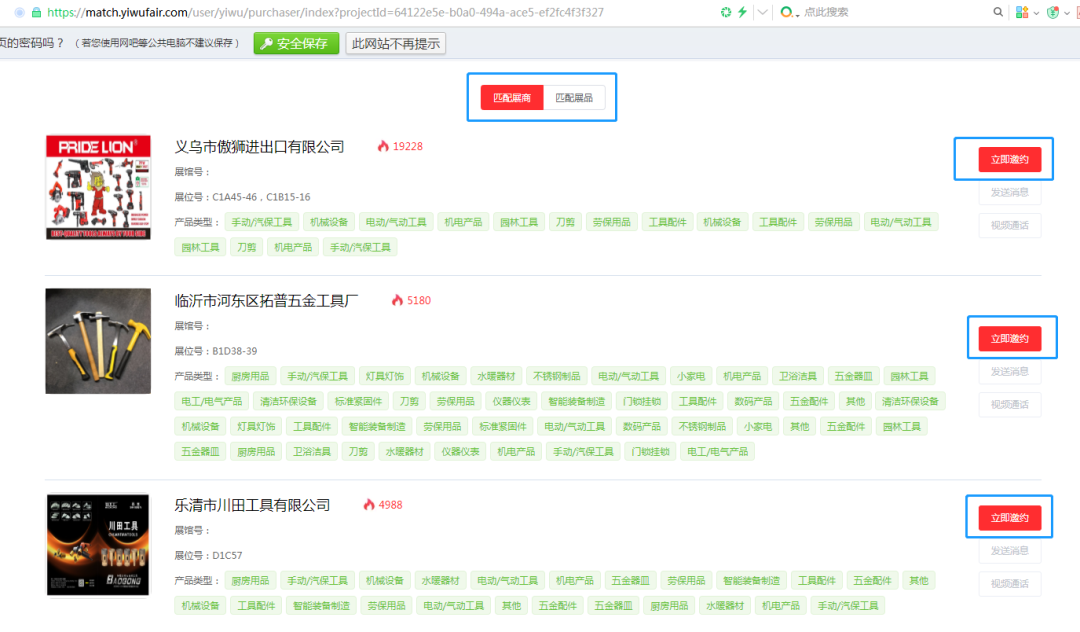 https://match.yiwufair.com/user/yiwu/purchaser/index?projectId=64122e5e-b0a0-494a-ace5-ef2fc4f3f327
点此搜索
页的密码吗？（若您使用网吧等公共电脑不建议保存） 安全保存 此网站不再提示
匹配展商 匹配展品
PRIDE LION
义乌市傲狮进出口有限公司 19228
立即邀约
展馆号：
发送消息
展位号：C1A45-46，C1B15-16
产品类型： 手动/汽保工具 机械设备 电动/气动工具 机电产品 园林工具 刀剪 劳保用品 工具配件 机械设备 工具配件 劳保用品 电动/气动工具
视频通话
园林工具 刀剪 机电产品 手动/汽保工具
临沂市河东区拓普五金工具厂 5180
展馆号：
立即邀约
展位号：B1D38-39
发送消息
产品类型： 厨房用品 手动/汽保工具 灯具灯饰 机械设备 水暖器材 不锈钢制品 电动/气动工具 小家电 机电产品 卫浴洁具 五金器皿 园林工具
电工/电气产品 清洁环保设备 标准紧固件 刀剪 劳保用品 仪器仪表 智能装备制造 门锁挂锁 工具配件 数码产品 五金配件 其他 清洁环保设备
视频通话
机械设备 灯具灯饰 工具配件 智能装备制造 劳保用品 标准紧固件 电动/气动工具 数码产品 不锈钢制品 小家电 其他 五金配件 园林工具
五金器皿 厨房用品 卫浴洁具 刀剪 水暖器材 仪器仪表 机电产品 手动/汽保工具 门锁挂锁 电工/电气产品
川田工具
乐清市川田工具有限公司 4988
立即邀约
展馆号：
展位号：D1C57
发送消息
产品类型： 厨房用品 手动/汽保工具 机械设备 水暖器材 电动/气动工具 机电产品 五金器皿 劳保用品 智能装备制造 工具配件 五金配件 其他
视频通话
机械设备 工具配件 智能装备制造 劳保用品 电动/气动工具 其他 五金配件 五金器皿 厨房用品 水暖器材 机电产品 手动/汽保工具